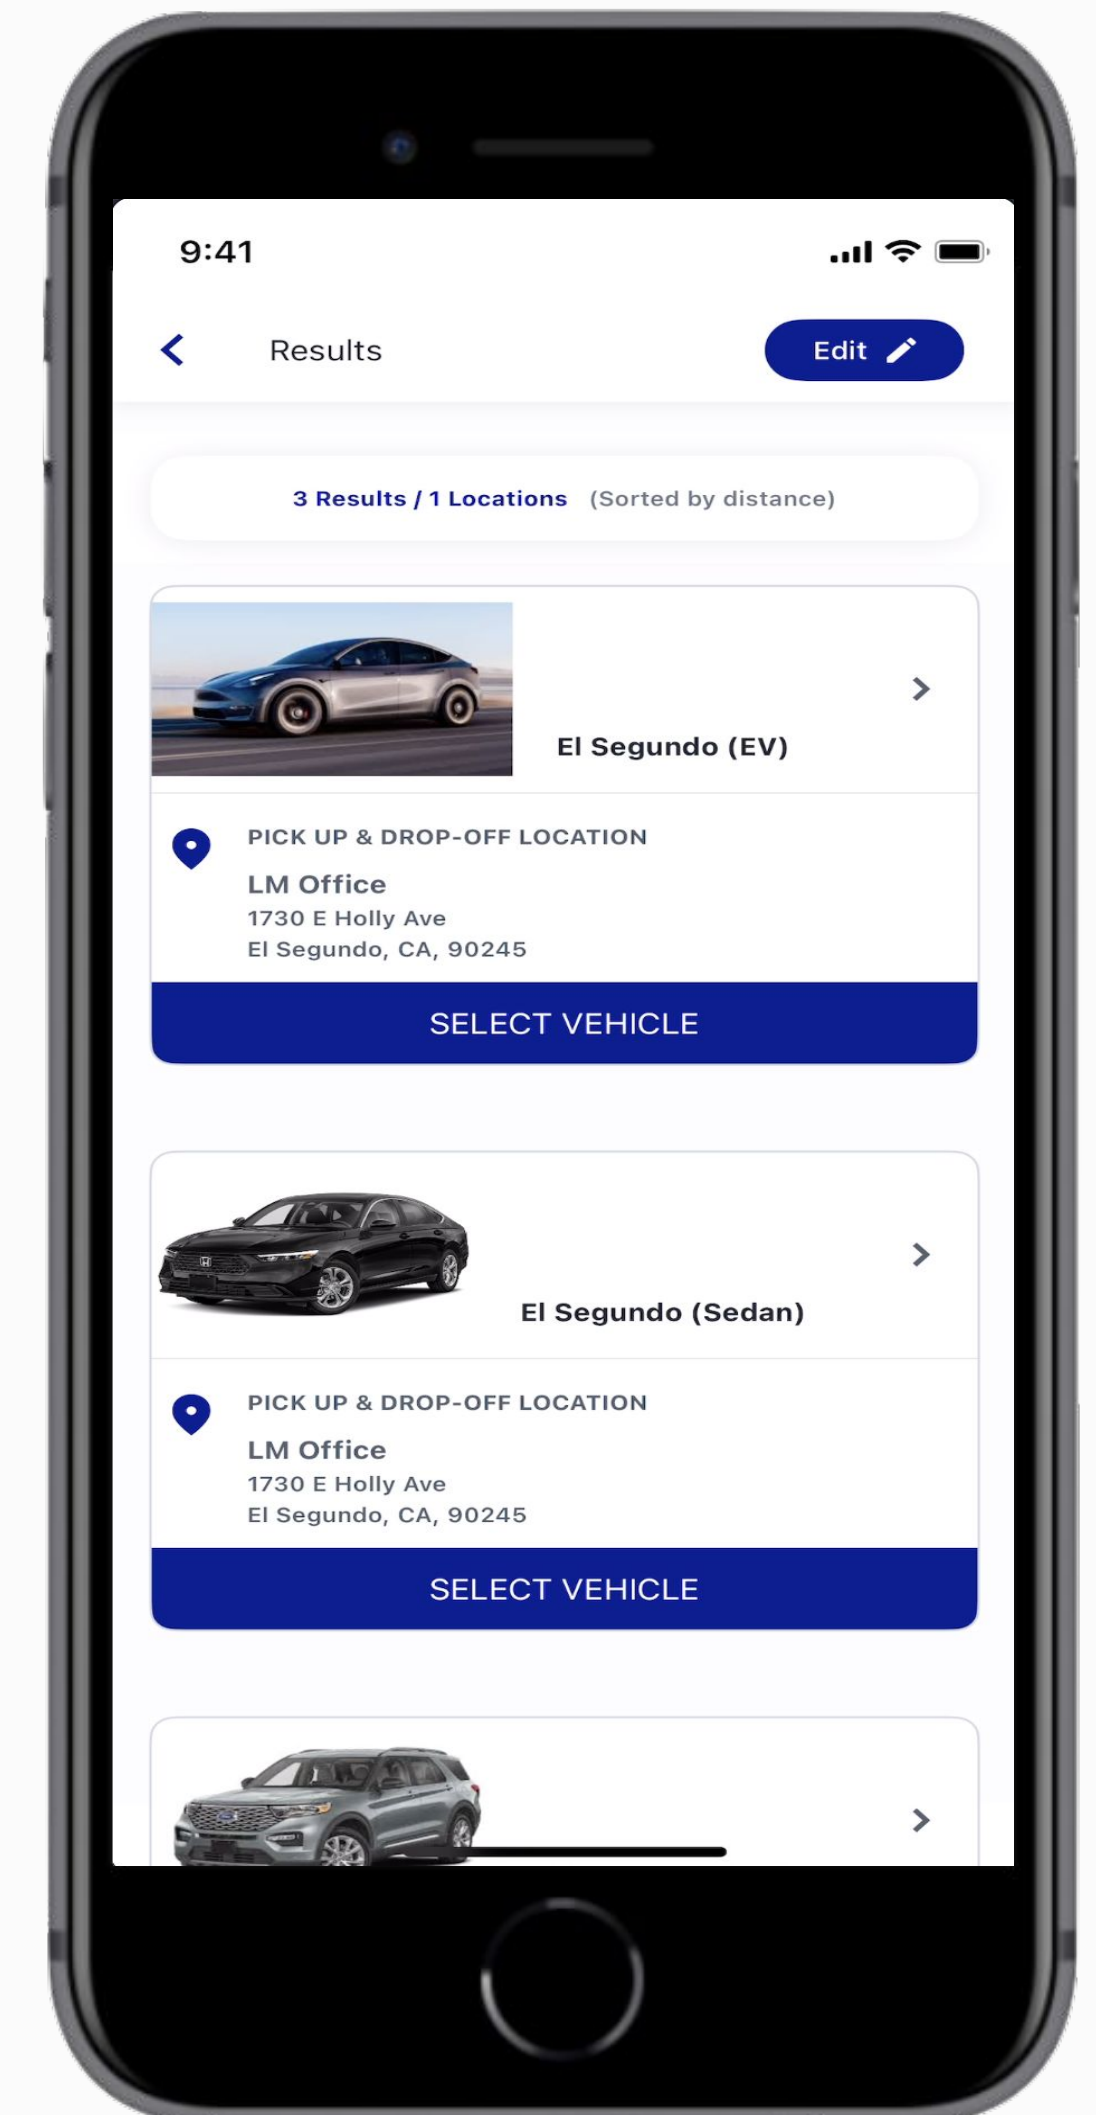 9:41
Results
Edit
3 Results / 1 Locations (Sorted by distance)
El Segundo (EV)
PICK UP & DROP-OFF LOCATION
LM Office
1730 E Holly Ave
El Segundo, CA, 90245
SELECT VEHICLE
El Segundo (Sedan)
PICK UP & DROP-OFF LOCATION
LM Office
1730 E Holly Ave
El Segundo, CA, 90245
SELECT VEHICLE